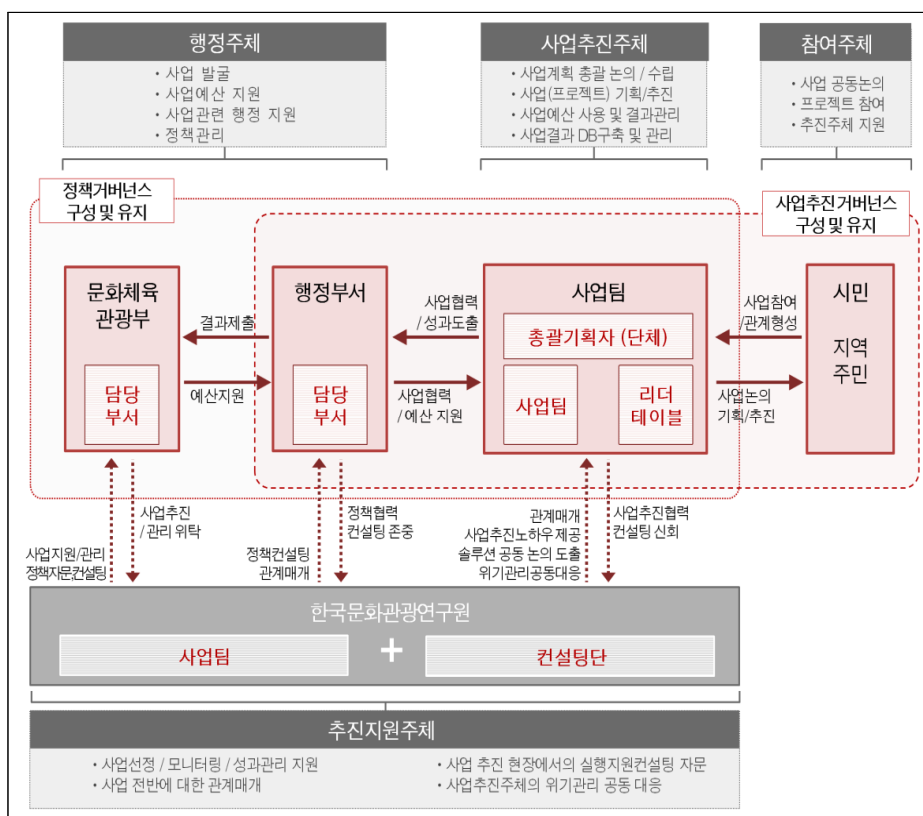 행정주체
• 사업 발굴
• 사업예산 지원
• 사업관련 행정 지원
• 정책관리
사업추진주체
• 사업계획 총괄 논의 / 수립
• 사업(프로젝트) 기획/추진
• 사업예산 사용 및 결과관리
• 사업결과 DB구축 및 관리
참여주체
• 사업 공동논의
• 프로젝트 참여
• 추진주체 지원
정책거버넌스
구성 및 유지
사업추진 거버넌스
구성 및 유지
문화체육
관광부
담당
부서
결과제출
예산지원
행정부서
담당
부서
사업협력
/ 성과도출
사업협력
/ 예산 지원
사업팀
총괄기획자 (단체)
사업팀
리더
테이블
사업참여
/관계형성
사업논의
기획/추진
시민
지역
주민
사업지원/관리
정책자문컨설팅
사업추진
/ 관리 위탁
정책컨설팅
관계매개
정책협력
컨설팅 존중
관계매개
사업추진노하우 제공
솔루션 공동 논의 도출
위기관리공동대응
사업추진협력
컨설팅 신회
한국문화관광연구원
사업팀
+
컨설팅단
추진지원주체
• 사업선정 / 모니터링 / 성과관리 지원
• 사업 전반에 대한 관계매개
• 사업 추진 현장에서의 실행지원컨설팅 자문
• 사업추진주체의 위기관리 공동 대응